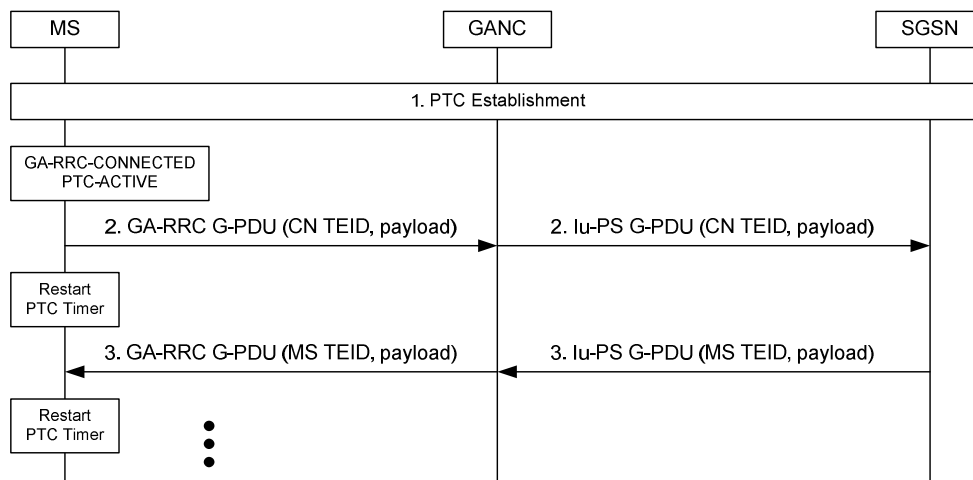 MS
GANC
SGSN
1. PTC Establishment
GA-RRC-CONNECTED
PTC-ACTIVE
2. GA-RRC G-PDU (CN TEID, payload)
2. Iu-PS G-PDU (CN TEID, payload)
Restart
PTC Timer
3. GA-RRC G-PDU (MS TEID, payload)
3. Iu-PS G-PDU (MS TEID, payload)
Restart
PTC Timer